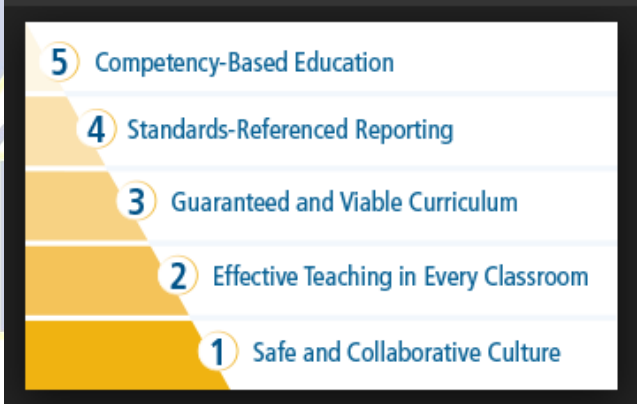 5 Competency-Based Education
4 Standards-Referenced Reporting
3 Guaranteed and Viable Curriculum
2 Effective Teaching in Every Classroom
1 Safe and Collaborative Culture